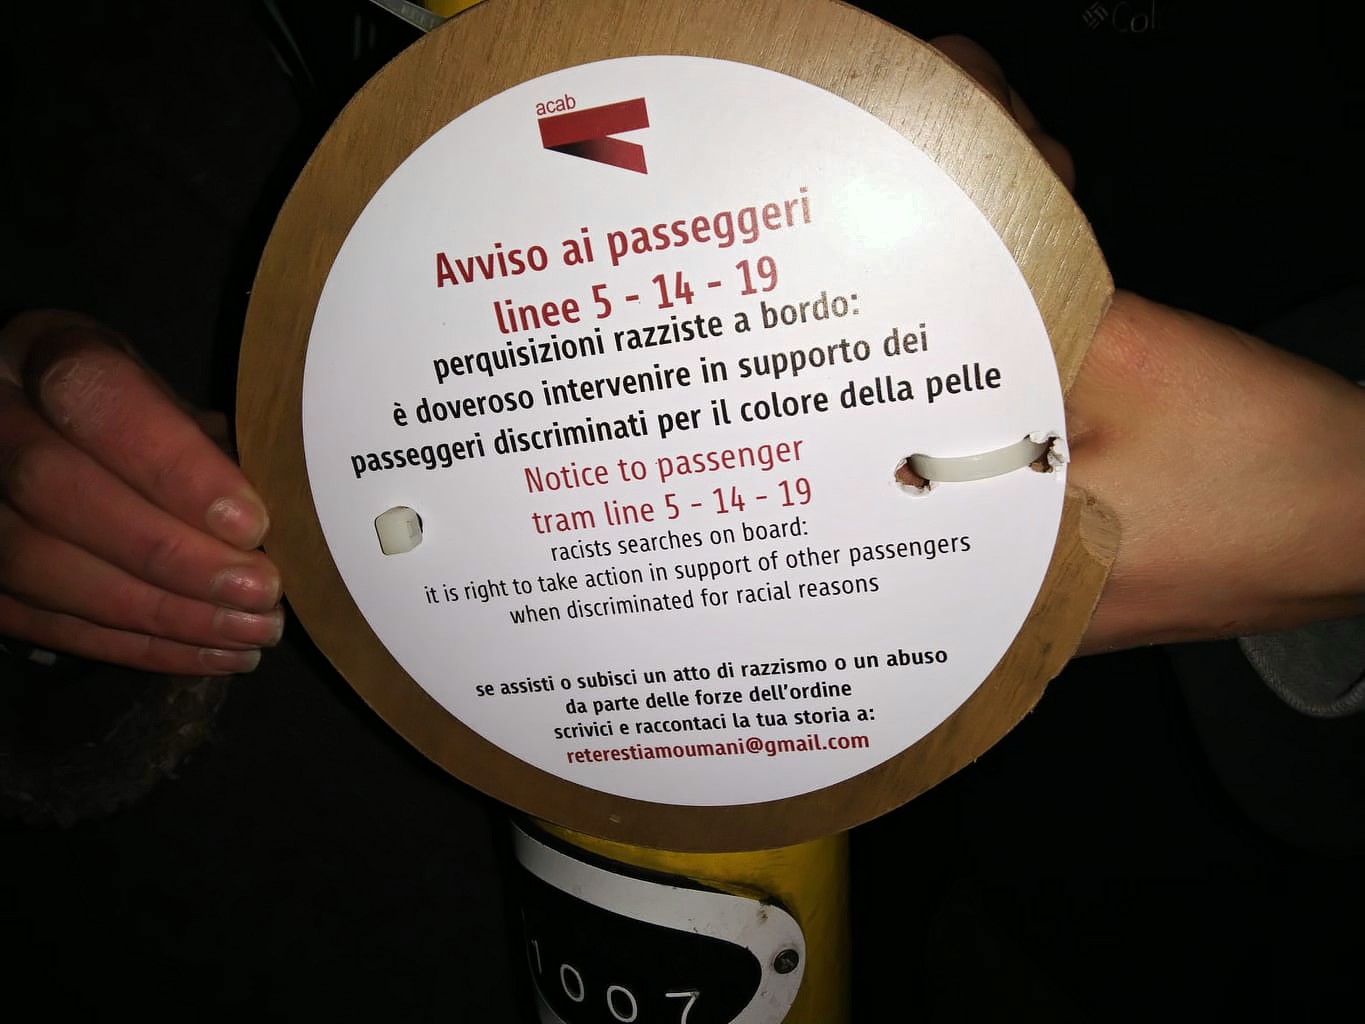 Col
acab
Avviso ai passeggeri
linee 5 - 14 - 19
perquisizioni razziste a bordo:
è doveroso intervenire in supporto dei
passeggeri discriminati per il colore della pelle
Notice to passenger
tram line 5 - 14 - 19
racists searches on board:
it is right to take action in support of other passengers
when discriminated for racial reasons
se assisti o subisci un atto di razzismo o un abuso
da parte delle forze dell'ordine
scrivici e raccontaci la tua storia a:
reterestiamoumani@gmail.com
1007